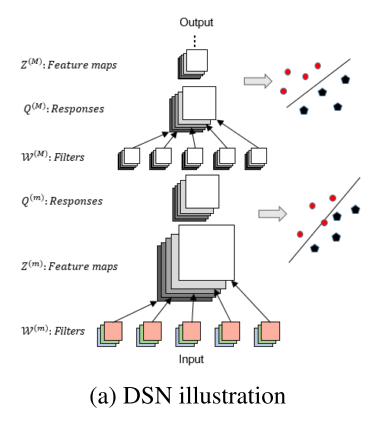 Output
Z^(M): Feature maps
Q^(M): Responses
W^(M): Filters
Q^(m): Responses
Z^(m): Feature maps
W^(m): Filters
Input
(a) DSN illustration